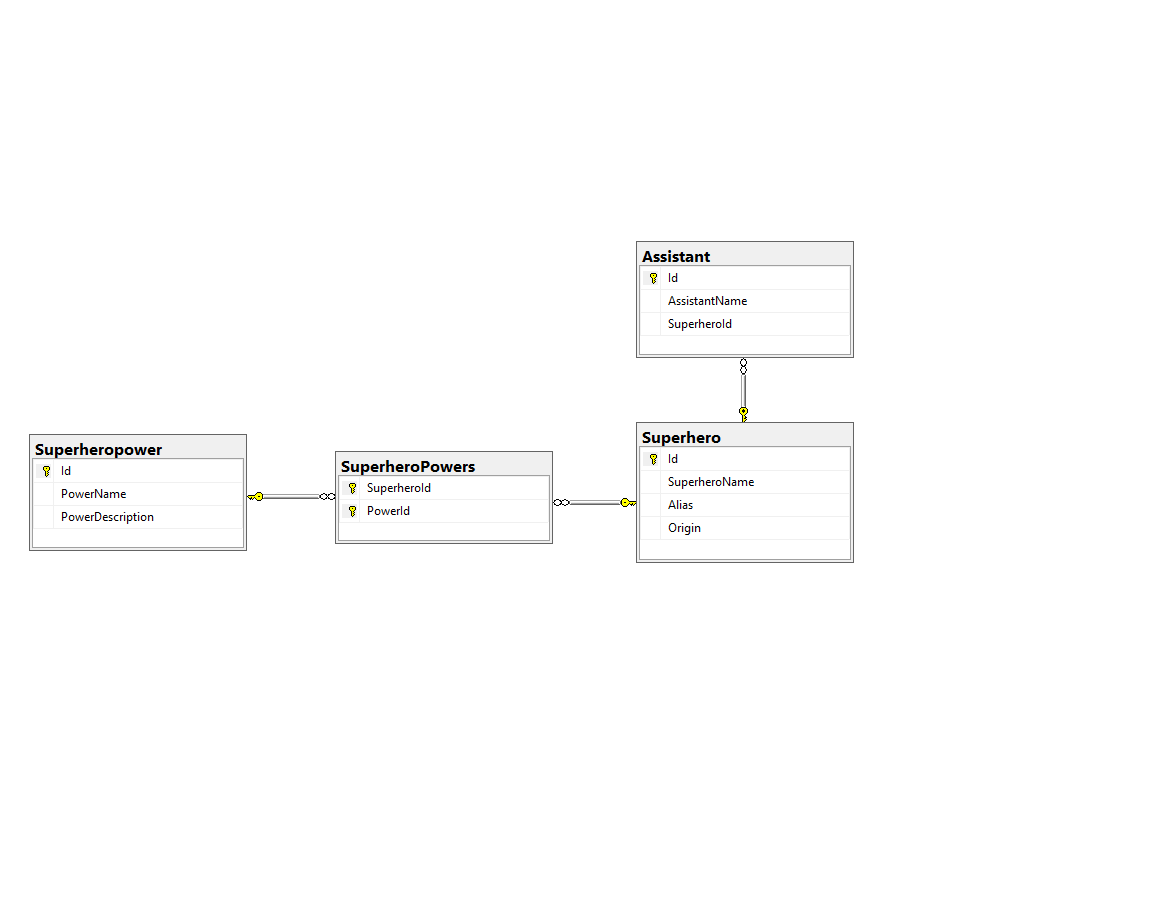 Assistant
Id
AssistantName
SuperheroId
Superheropower
Id
PowerName
PowerDescription
SuperheroPowers
SuperheroId
PowerId
Superhero
Id
SuperheroName
Alias
Origin